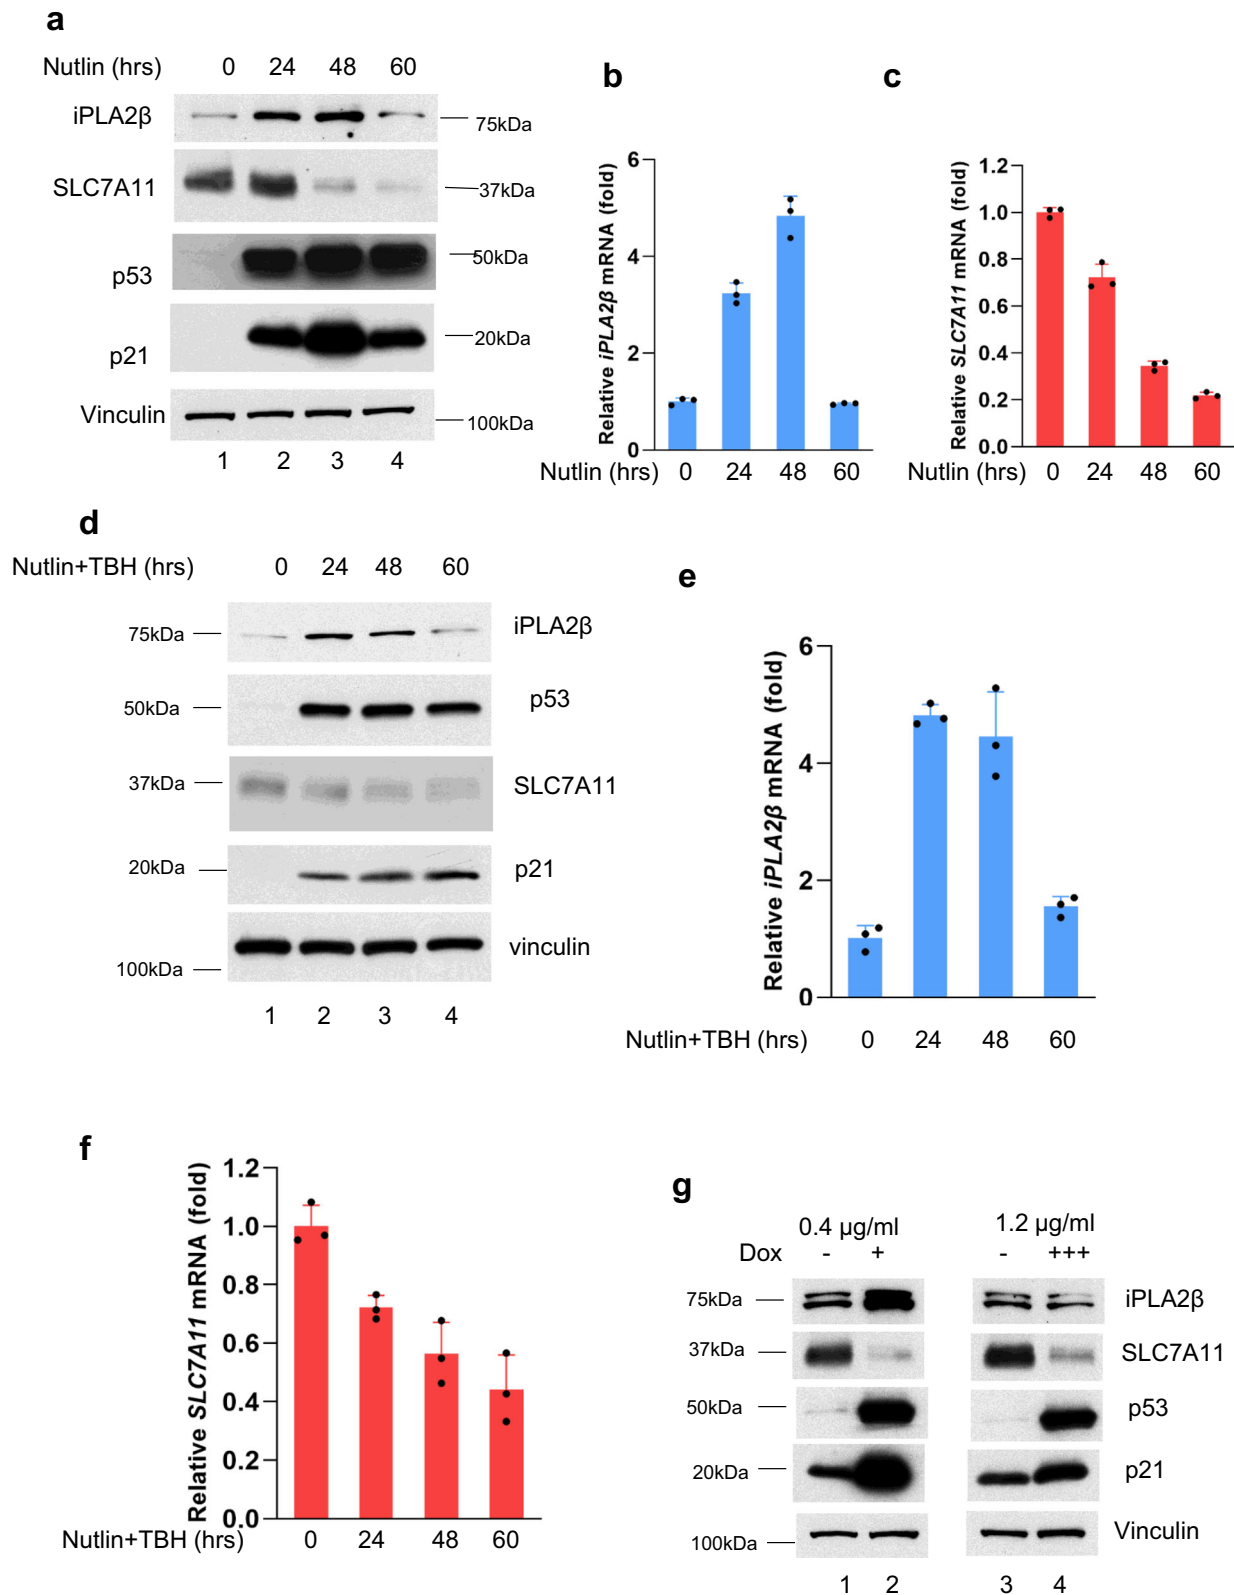 a
Nutlin (hrs) 0 24 48 60
iPLA2β 75kDa
SLC7A11 37kDa
p53 50kDa
p21 20kDa
Vinculin 100kDa
1 2 3 4
b
Relative iPLA2β mRNA (fold)
6
4
2
0
Nutlin (hrs) 0 24 48 60
c
Relative SLC7A11 mRNA (fold)
1.2
1.0
0.8
0.6
0.4
0.2
0.0
Nutlin (hrs) 0 24 48 60
d
Nutlin+TBH (hrs) 0 24 48 60
75kDa iPLA2β
50kDa p53
37kDa SLC7A11
20kDa p21
vinculin
100kDa
1 2 3 4
e
Relative iPLA2β mRNA (fold)
6
4
2
0
Nutlin+TBH (hrs) 0 24 48 60
f
Relative SLC7A11 mRNA (fold)
1.2
1.0
0.8
0.6
0.4
0.2
0.0
Nutlin+TBH (hrs) 0 24 48 60
g
0.4 µg/ml 1.2 µg/ml
Dox - + - +++
75kDa iPLA2β
37kDa SLC7A11
50kDa p53
20kDa p21
100kDa Vinculin
1 2 3 4